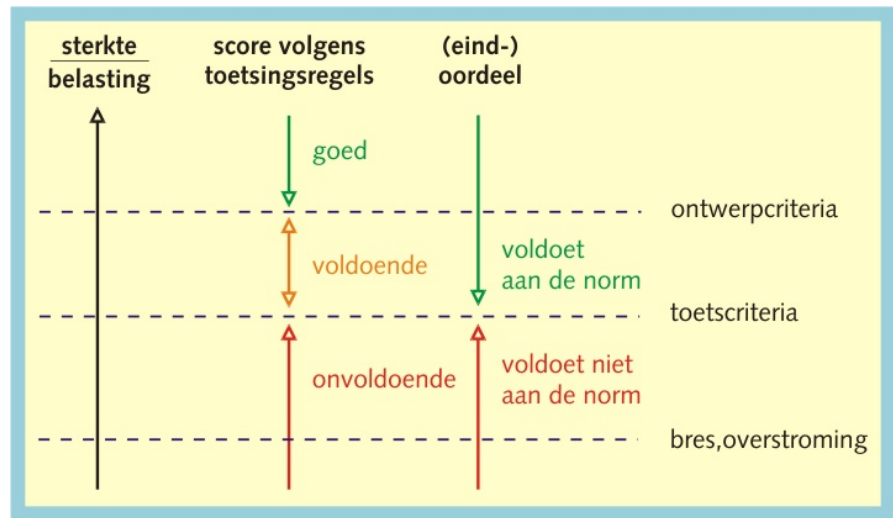 sterkte
belasting
score volgens
toetsingsregels
(eind-)
oordeel
goed
ontwerpcriteria
voldoende
voldoet
aan de norm
toetscriteria
onvoldoende
voldoet niet
aan de norm
bres,overstroming